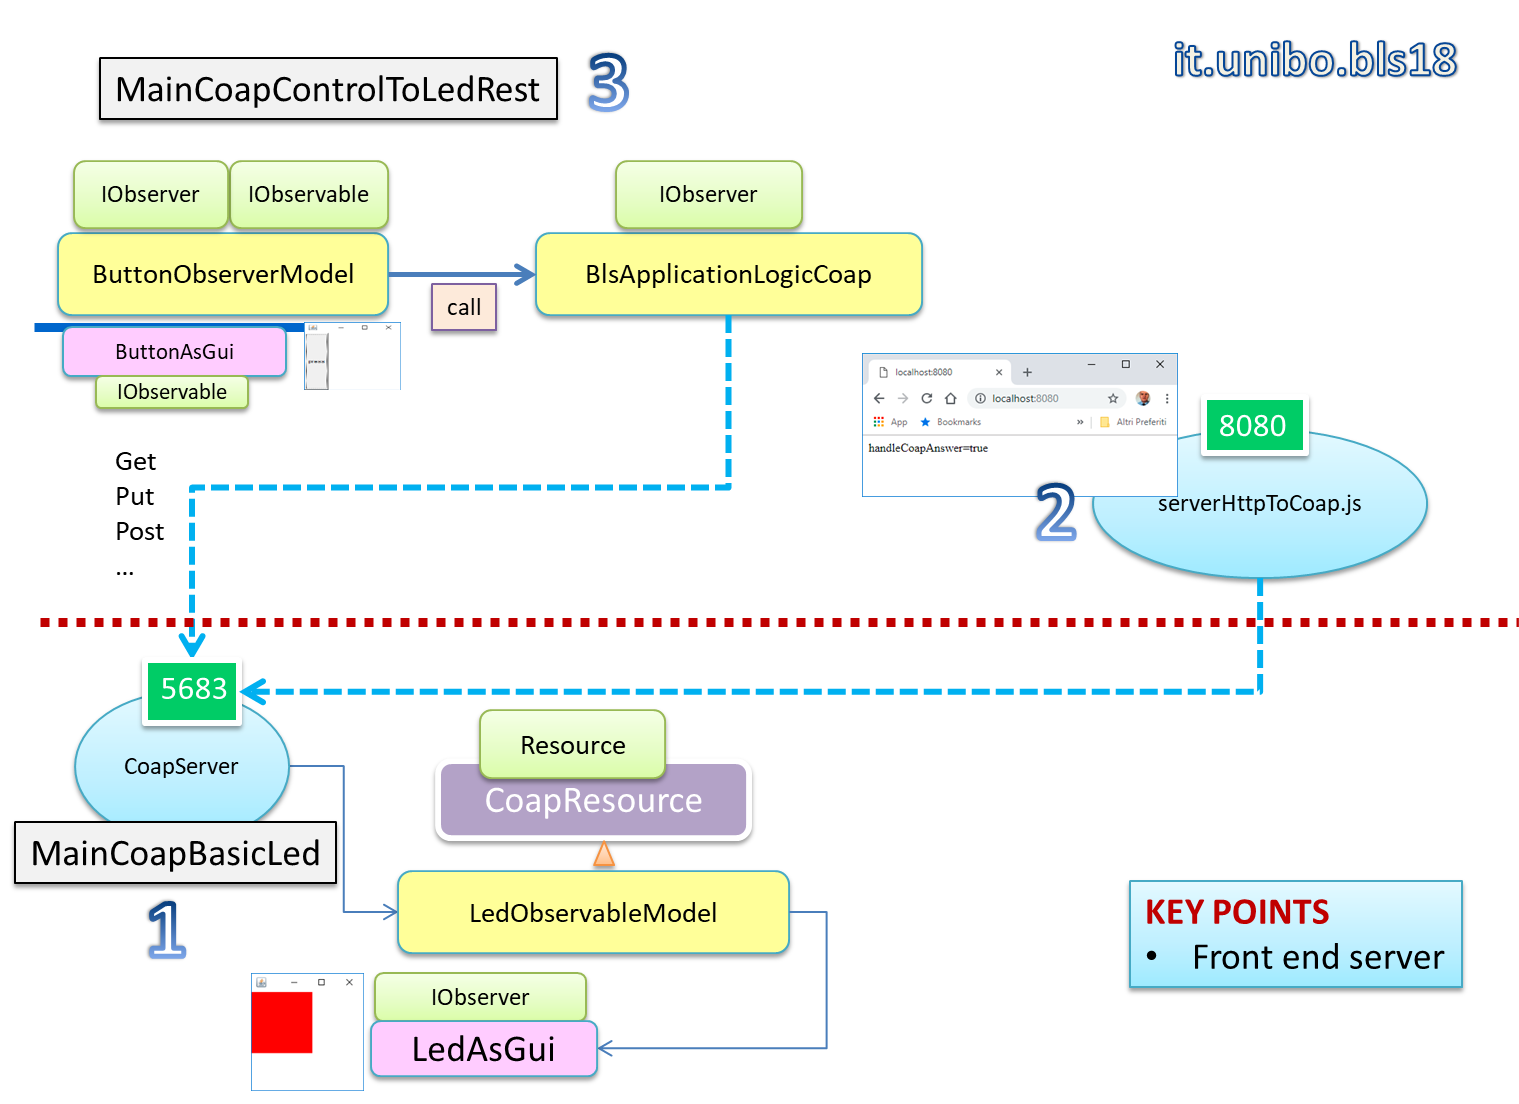 it.unibo.bls18
MainCoapControlToLedRest
3
IObserver
IObservable
IObserver
ButtonObserverModel
BlsApplicationLogicCoap
call
ButtonAsGui
IObservable
localhost:8080
localhost:8080
App
Bookmarks
Altri Preferiti
handleCoapAnswer=true
8080
serverHttpToCoap.js
2
Get
Put
Post
...
5683
CoapServer
Resource
CoapResource
MainCoapBasicLed
1
LedObservableModel
IObserver
LedAsGui
KEY POINTS
• Front end server